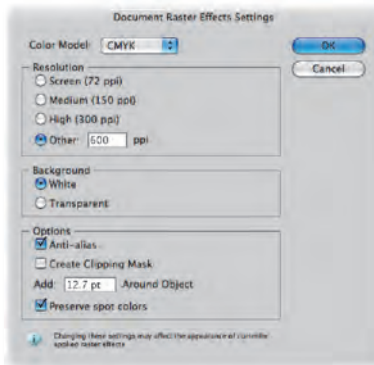 Document Raster Effects Settings
Color Model: CMYK
OK
Cancel
Resolution
Screen (72 ppi)
Medium (150 ppi)
High (300 ppi)
Other: 600 ppi
Background
White
Transparent
Options
Anti-alias
Create Clipping Mask
Add: 12.7 pt Around Object
Preserve spot colors
Changing these settings may affect the appearance of currently
applied raster effects